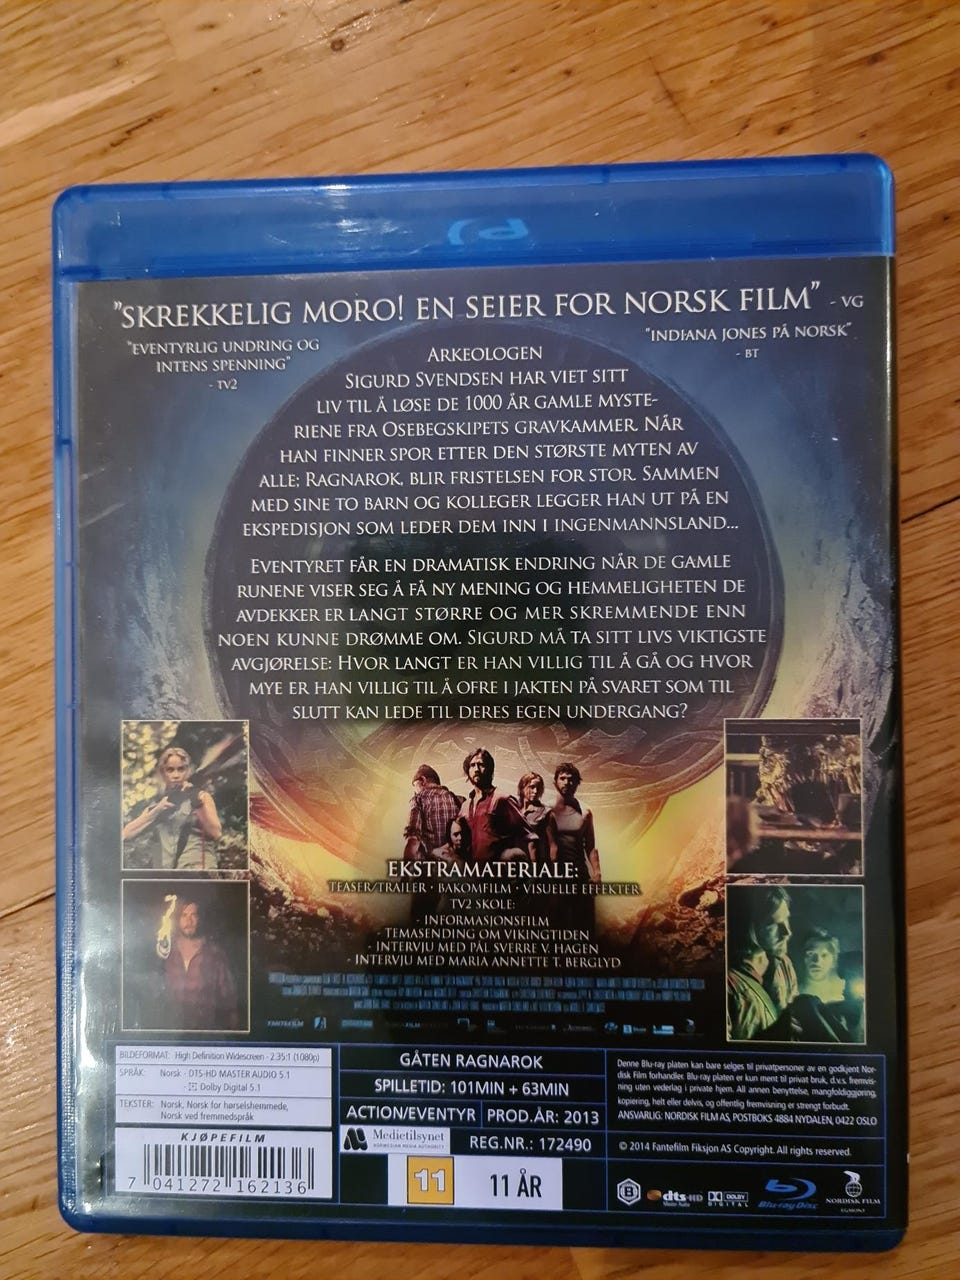 "SKREKKELIG MORO! EN SEIER FOR NORSK FILM" - VG
"EVENTYRLIG UNDRING OG
INTENS SPENNING"
- TV2
"INDIANA JONES PÅ NORSK"
- BT
ARKEOLOGEN
SIGURD SVENDSEN HAR VIET SITT
LIV TIL Å LØSE DE 1000 ÅR GAMLE MYSTE-
RIENE FRA OSEBEGSKIPETS GRAVKAMMER. NÅR
HAN FINNER SPOR ETTER DEN STØRSTE MYTEN AV
ALLE; RAGNAROK, BLIR FRISTELSEN FOR STOR. SAMMEN
MED SINE TO BARN OG KOLLEGER LEGGER HAN UT PÅ EN
EKSPEDISJON SOM LEDER DEM INN I INGENMANNSLAND...
EVENTYRET FÅR EN DRAMATISK ENDRING NÅR DE GAMLE
RUNENE VISER SEG Å FÅ NY MENING OG HEMMELIGHETEN DE
AVDEKKER ER LANGT STØRRE OG MER SKREMMENDE ENN
NOEN KUNNE DRØMME OM. SIGURD MÅ TA SITT LIVS VIKTIGSTE
AVGJØRELSE: HVOR LANGT ER HAN VILLIG TIL Å GÅ OG HVOR
MYE ER HAN VILLIG TIL Å OFRE I JAKTEN PÅ SVARET SOM TIL
SLUTT KAN LEDE TIL DERES EGEN UNDERGANG?
EKSTRAMATERIALE:
TEASER/TRAILER · BAKOMFILM · VISUELLE EFFEKTER
TV2 SKOLE:
- INFORMASJONSFILM
- TEMASENDING OM VIKINGTIDEN
- INTERVJU MED PÅL SVERRE V. HAGEN
- INTERVJU MED MARIA ANNETTE T. BERGLYD
BILDEFORMAT: High Definition Widescreen - 2.35:1 (1080p)
SPRÅK: Norsk - DTS-HD MASTER AUDIO 5.1
- Dolby Digital 5.1
TEKSTER: Norsk, Norsk for hørselshemmede,
Norsk ved fremmedspråk
KJØPEFILM
7 041272 162136
GÅTEN RAGNAROK
SPILLETID: 101MIN + 63MIN
ACTION/EVENTYR PROD.ÅR: 2013
Medietilsynet
NORWEGIAN MEDIA AUTHORITY
REG.NR.: 172490
11 11 ÅR
Denne Blu-ray platen kan bare selges til privatpersoner av en godkjent Nor-
disk Film forhandler. Blu-ray platen er kun ment til privat bruk, d.v.s. fremvis-
ning uten vederlag i private hjem. All annen benyttelse, mangfoldiggjøring,
kopiering, helt eller delvis, og offentlig fremvisning er strengt forbudt.
ANSVARLIG: NORDISK FILM AS, POSTBOKS 4884 NYDALEN, 0422 OSLO
© 2014 Fantefilm Fiksjon AS Copyright. All rights reserved.
B dts-HD
Master Audio
DOLBY
DIGITAL
Blu-ray Disc
NORDISK FILM
EGMONT